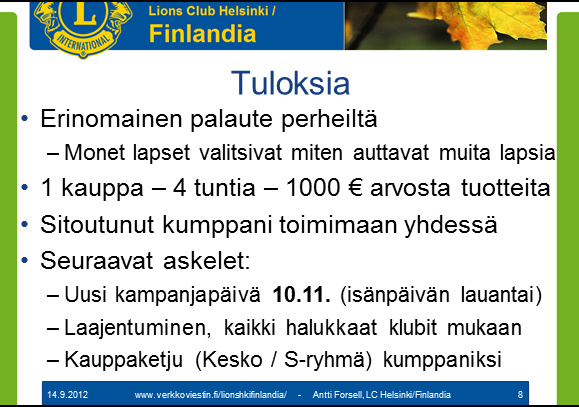 Lions Club Helsinki /
Finlandia
L
INTERNATIONAL
Tuloksia
• Erinomainen palaute perheiltä
– Monet lapset valitsivat miten auttavat muita lapsia
• 1 kauppa – 4 tuntia – 1000 € arvosta tuotteita
• Sitoutunut kumppani toimimaan yhdessä
• Seuraavat askelet:
– Uusi kampanjapäivä 10.11. (isänpäivän lauantai)
– Laajentuminen, kaikki halukkaat klubit mukaan
– Kauppaketju (Kesko / S-ryhmä) kumppaniksi
14.9.2012 www.verkkoviestin.fi/lionshkifinlandia/ - Antti Forsell, LC Helsinki/Finlandia 8